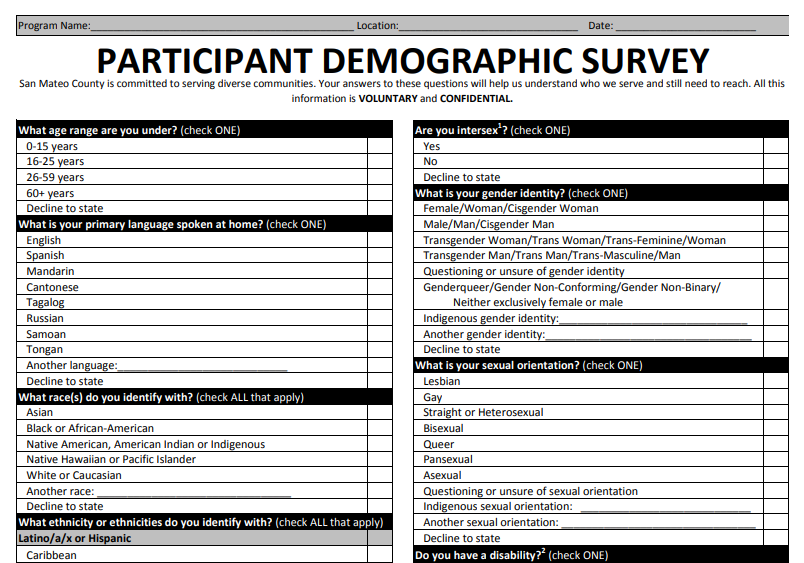 Program Name:__________ Location:__________ Date: __________
PARTICIPANT DEMOGRAPHIC SURVEY
San Mateo County is committed to serving diverse communities. Your answers to these questions will help us understand who we serve and still need to reach. All this
information is VOLUNTARY and CONFIDENTIAL.
What age range are you under? (check ONE)
0-15 years
16-25 years
26-59 years
60+ years
Decline to state
What is your primary language spoken at home? (check ONE)
English
Spanish
Mandarin
Cantonese
Tagalog
Russian
Samoan
Tongan
Another language:__________
Decline to state
What race(s) do you identify with? (check ALL that apply)
Asian
Black or African-American
Native American, American Indian or Indigenous
Native Hawaiian or Pacific Islander
White or Caucasian
Another race: __________
Decline to state
What ethnicity or ethnicities do you identify with? (check ALL that apply)
Latino/a/x or Hispanic
Caribbean
Are you intersex¹? (check ONE)
Yes
No
Decline to state
What is your gender identity? (check ONE)
Female/Woman/Cisgender Woman
Male/Man/Cisgender Man
Transgender Woman/Trans Woman/Trans-Feminine/Woman
Transgender Man/Trans Man/Trans-Masculine/Man
Questioning or unsure of gender identity
Genderqueer/Gender Non-Conforming/Gender Non-Binary/
Neither exclusively female or male
Indigenous gender identity:__________
Another gender identity:__________
Decline to state
What is your sexual orientation? (check ONE)
Lesbian
Gay
Straight or Heterosexual
Bisexual
Queer
Pansexual
Asexual
Questioning or unsure of sexual orientation
Indigenous sexual orientation: __________
Another sexual orientation: __________
Decline to state
Do you have a disability?² (check ONE)